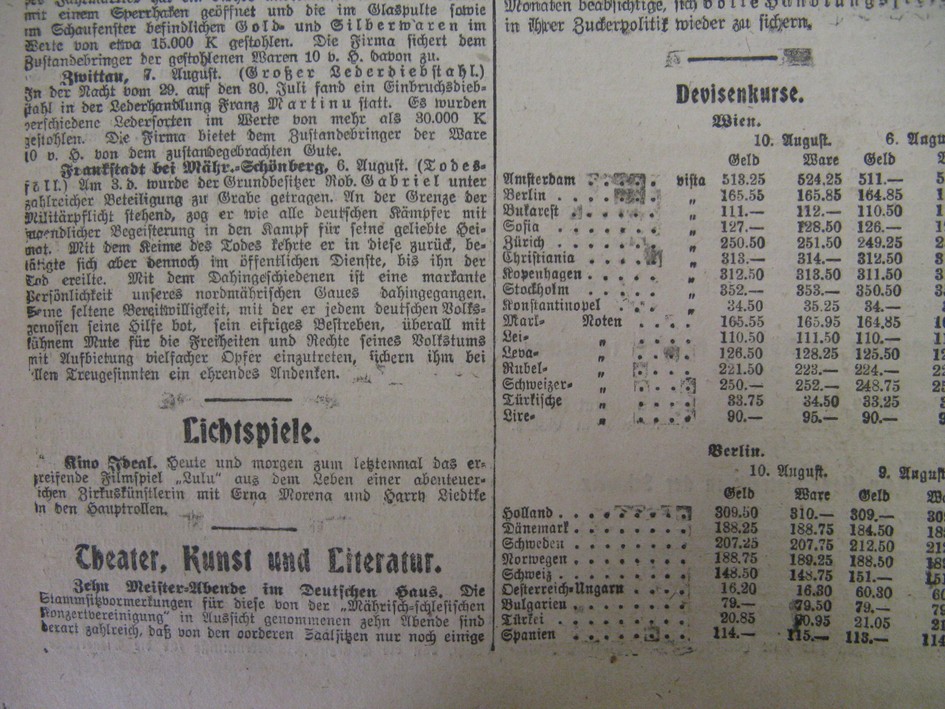 mit einem Sperrhaken geöffnet und die im Glaspulte sowie
im Schaufenster befindlichen Gold- und Silberwaren im
Werte von etwa 15.000 K gestohlen. Die Firma sichert dem
Zustandebringer der gestohlenen Waren 10 v. H. davon zu.
Zwittau, 7. August. (Großer Lederdiebstahl.)
In der Nacht vom 29. auf den 30. Juli fand ein Einbruchsdieb-
stahl in der Lederhandlung Franz Martinu statt. Es wurden
verschiedene Ledersorten im Werte von mehr als 30.000 K
gestohlen. Die Firma bietet dem Zustandebringer der Ware
10 v. H. von dem zustandegebrachten Gute.
Frankstadt bei Mähr.-Schönberg, 6. August. (Todes-
fäll.) Am 3. d. wurde der Grundbesitzer Rob. Gabriel unter
zahlreicher Beteiligung zu Grabe getragen. An der Grenze der
Militärpflicht stehend, zog er wie alle deutschen Kämpfer mit
unendlicher Begeisterung in den Kampf für seine geliebte Hei-
mat. Mit dem Keime des Todes kehrte er in diese zurück, be-
tätigte sich aber dennoch im öffentlichen Dienste, bis ihn der
Tod ereilte. Mit dem Dahingeschiedenen ist eine markante
Persönlichkeit unseres nordmährischen Gaues dahingegangen.
Seine seltene Bereitwilligkeit, mit der er jedem deutschen Volks-
genossen seine Hilfe bot, sein eifriges Bestreben, überall mit
kühnem Mute für die Freiheiten und Rechte seines Volkstums
mit Aufbietung vielfacher Opfer einzutreten, sichern ihm bei
allen Treugesinnten ein ehrendes Andenken.
Lichtspiele.
Kino Ideal. Heute und morgen zum letztenmal das er-
greifende Filmspiel „Lulu“ aus dem Leben einer abenteuer-
lichen Zirkuskünstlerin mit Erna Morena und Harry Liedtke
in den Hauptrollen.
Theater, Kunst und Literatur.
Zehn Meister-Abende im Deutschen Haus. Die
Stammsitzvormerkungen für diese von der „Mährisch-schlesischen
Konzertvereinigung“ in Aussicht genommenen zehn Abende sind
derart zahlreich, daß von den vorderen Saalsitzen nur noch einige
Monaten beabsichtige, sich volle
in ihrer Zuckerpolitik wieder zu sichern.
Devisenkurse.
Wien.
10. August. 6. Aug
Geld Ware Geld
Amsterdam . . . . . vista 513.25 524.25 511.—
Berlin . . . . . „ 165.55 165.85 164.85
Bukarest . . . . . „ 111.— 112.— 110.50
Sofia . . . . . „ 127.— 128.50 126.—
Zürich . . . . . „ 250.50 251.50 249.25
Christiania . . . . „ 313.— 314.— 312.50
Kopenhagen . . . . „ 312.50 313.50 311.50
Stockholm . . . . . „ 352.— 353.— 350.50
Konstantinopel . . . „ 34.50 35.25 34.—
Mark- Noten . . . . 165.55 165.95 164.85
Lei- „ . . . . 110.50 111.50 110.—
Lewa- „ . . . . 126.50 128.25 125.50
Rubel- „ . . . . 221.50 223.— 224.—
Schweizer- „ . . . . 250.— 252.— 248.75
Türkische „ . . . . 33.75 34.50 33.25
Lire- „ . . . . 90.— 95.— 90.—
Berlin.
10. August. 9. August
Geld Ware Geld
Holland . . . . . . . 309.50 310.— 309.—
Dänemark . . . . . . . 188.25 188.75 184.50
Schweden . . . . . . . 207.25 207.75 212.50
Norwegen . . . . . . . 188.75 189.25 188.50
Schweiz . . . . . . . 148.50 148.75 151.—
Oesterreich-Ungarn . . . . 16.20 16.30 60.30
Bulgarien . . . . . . . 79.— 79.50 79.—
Türkei . . . . . . . 20.85 20.95 21.05
Spanien . . . . . . . 114.— 115.— 113.—